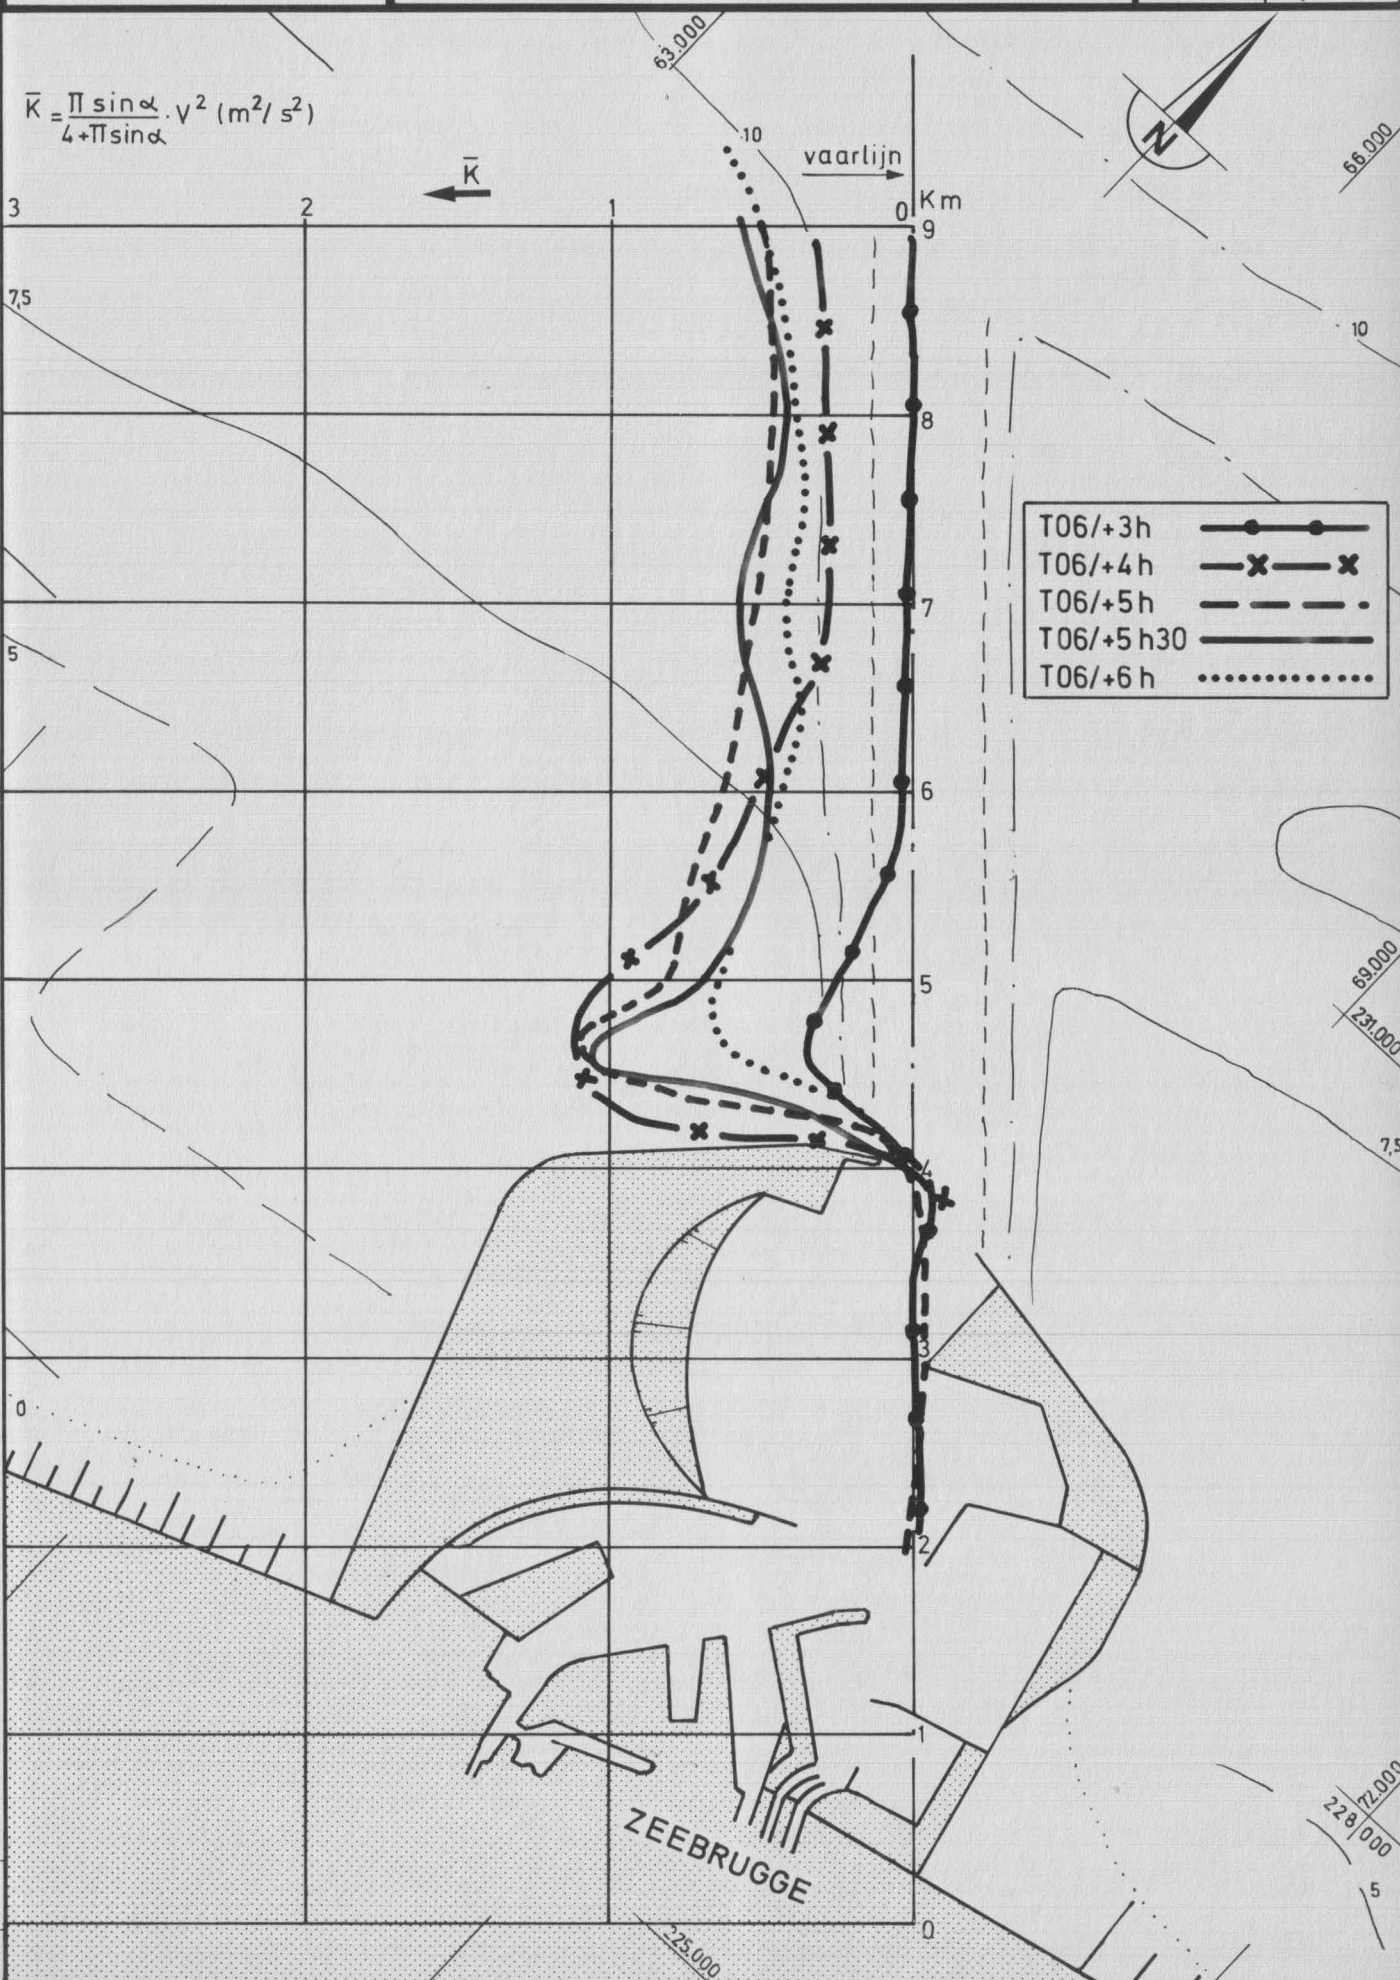 63.000
K̄ = π sin α / 4 + π sin α · V² (m²/s²)
10
vaarlijn
K̄
66.000
3 2 1 0 Km
9
7,5
10
8
T06/+3h
T06/+4h
T06/+5h
T06/+5h30
T06/+6h
7
5
6
69.000
5
231.000
7,5
4
N
3
0
2
1
ZEEBRUGGE
72.000
228.000
5
0
225.000